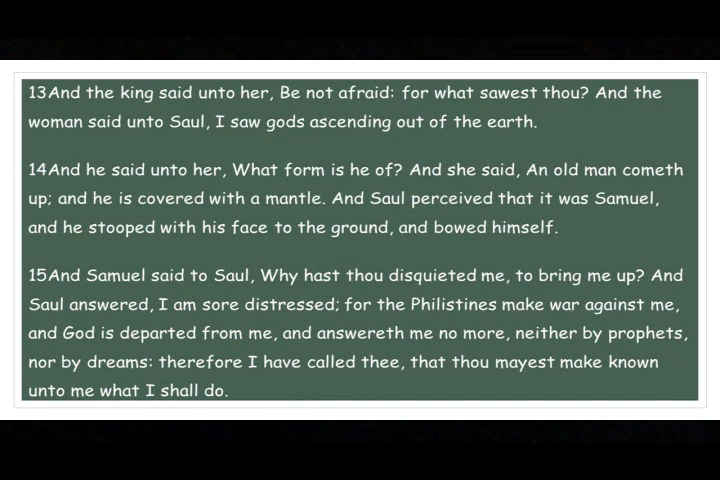 13And the king said unto her, Be not afraid: for what sawest thou? And the
woman said unto Saul, I saw gods ascending out of the earth.
14And he said unto her, What form is he of? And she said, An old man cometh
up; and he is covered with a mantle. And Saul perceived that it was Samuel,
and he stooped with his face to the ground, and bowed himself.
15And Samuel said to Saul, Why hast thou disquieted me, to bring me up? And
Saul answered, I am sore distressed; for the Philistines make war against me,
and God is departed from me, and answereth me no more, neither by prophets,
nor by dreams: therefore I have called thee, that thou mayest make known
unto me what I shall do.